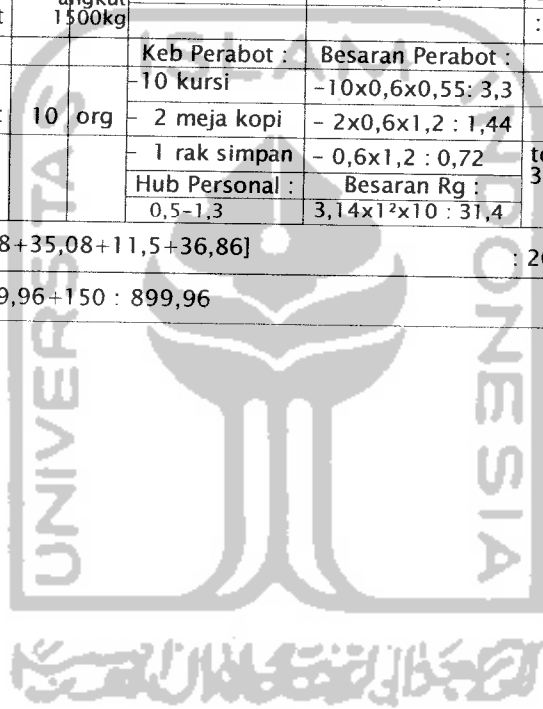 angkut
1500kg
:
Keb Perabot : Besaran Perabot :
-10 kursi -10x0,6x0,55: 3,3
10 org - 2 meja kopi - 2x0,6x1,2 : 1,44
- 1 rak simpan - 0,6x1,2 : 0,72
Hub Personal : Besaran Rg :
0,5-1,3 3,14x1²x10 : 31,4
8+35,08+11,5+36,86]
9,96+150 : 899,96
UNIVERSITAS
ISLAM
INDONESIA